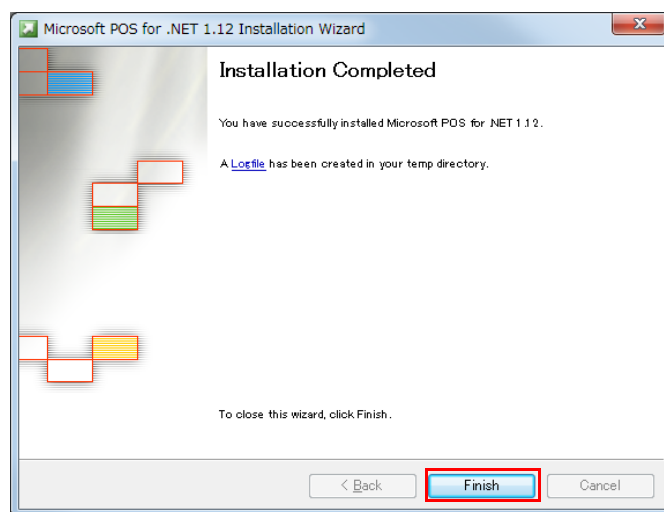 Microsoft POS for .NET 1.12 Installation Wizard
Installation Completed
You have successfully installed Microsoft POS for .NET 1.12.
A Logfile has been created in your temp directory.
To close this wizard, click Finish.
< Back
Finish
Cancel